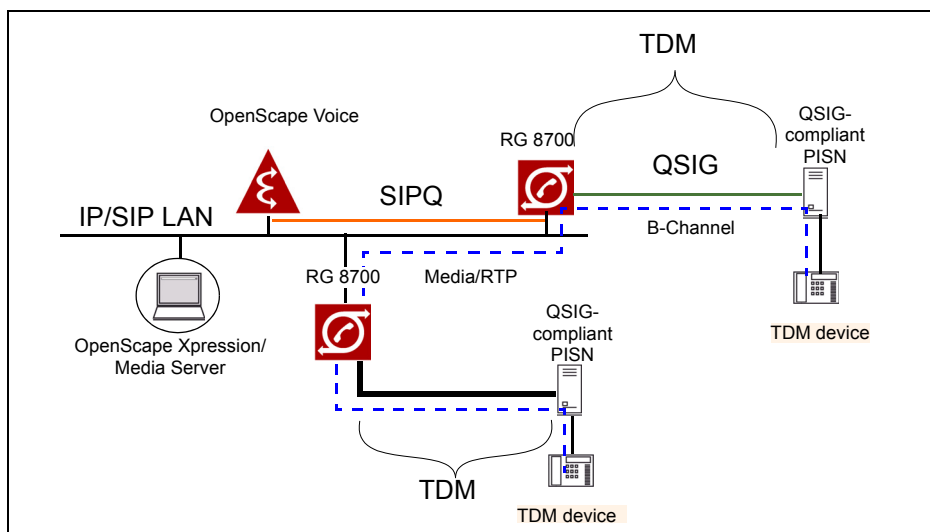 TDM
OpenScape Voice
RG 8700
QSIG-
compliant
PISN
SIPQ
QSIG
IP/SIP LAN
B-Channel
RG 8700
Media/RTP
TDM device
OpenScape Xpression/
Media Server
QSIG-
compliant
PISN
TDM
TDM device